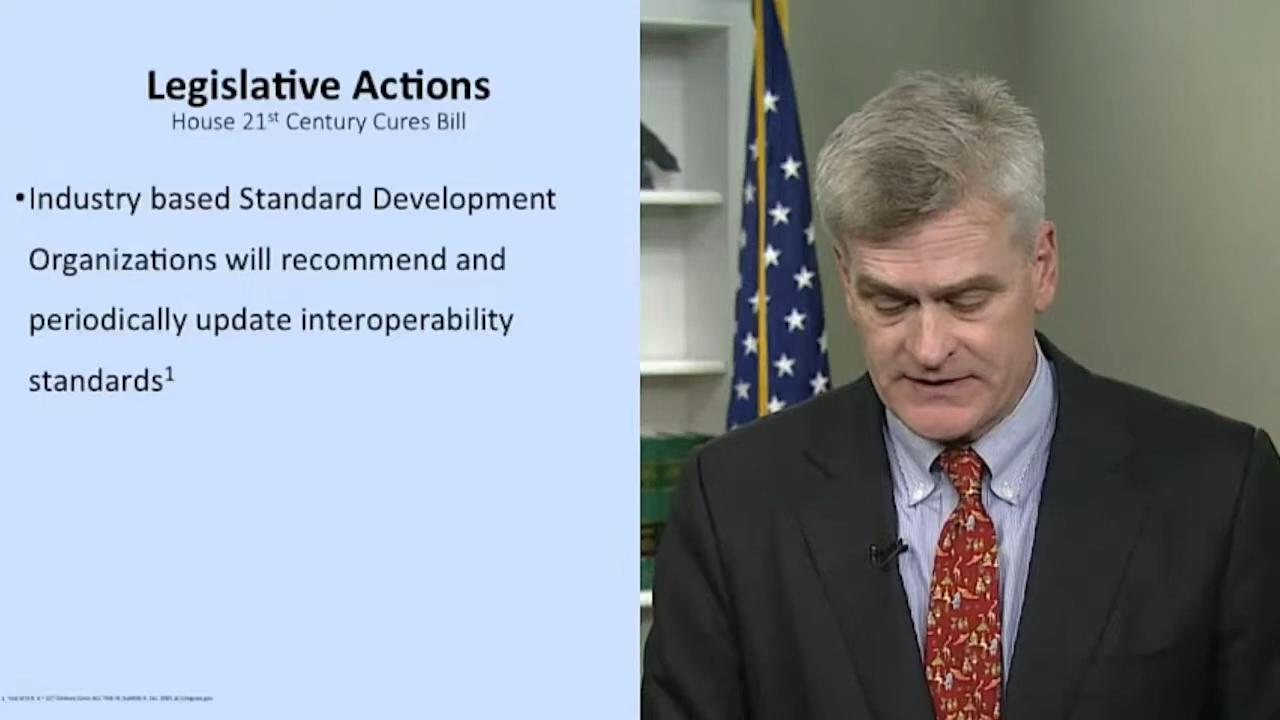 Legislative Actions
House 21st Century Cures Bill
•Industry based Standard Development
Organizations will recommend and
periodically update interoperability
standards1